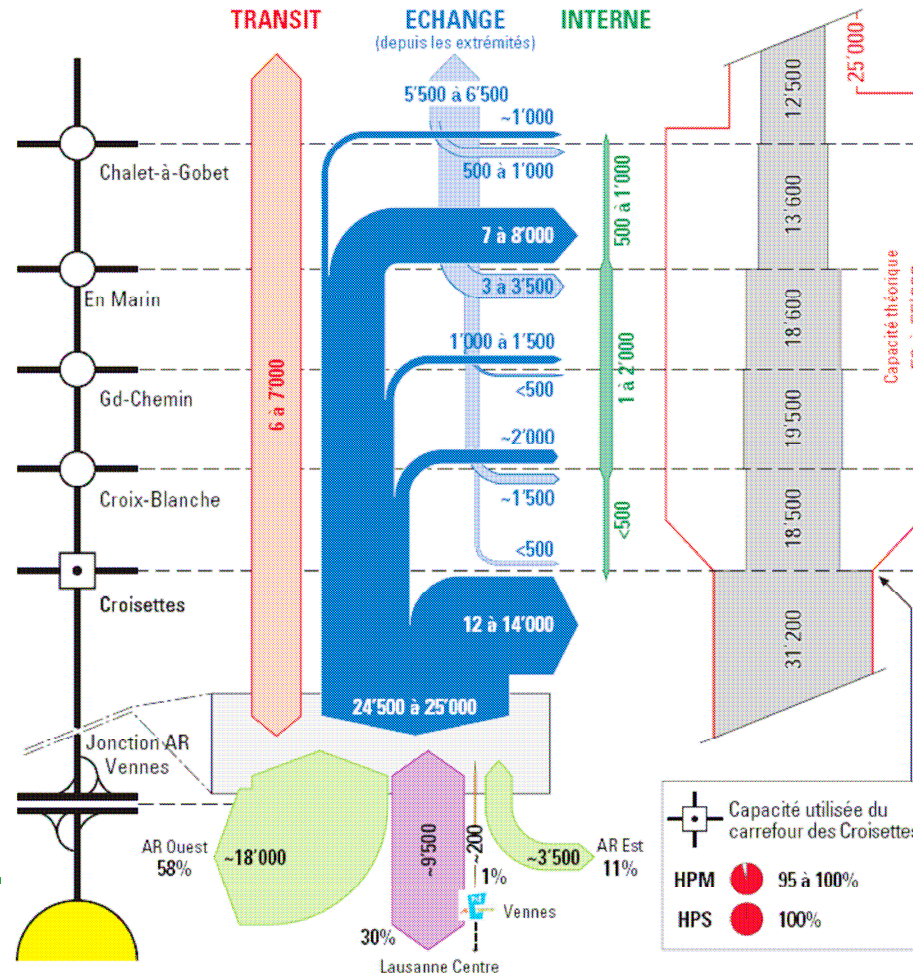 TRANSIT
ECHANGE
(depuis les extrémités)
INTERNE
25'000
5'500 à 6'500
12'500
~1'000
Chalet-à-Gobet
500 à 1'000
500 à 1'000
13'600
7 à 8'000
En Marin
3 à 3'500
18'600
Capacité théorique
1'000 à 1'500
6 à 7'000
1 à 2'000
Gd-Chemin
<500
19'500
~2'000
Croix-Blanche
~1'500
<500
18'500
<500
Croisettes
12 à 14'000
31'200
24'500 à 25'000
Jonction AR
Vennes
AR Ouest
58%
~18'000
~9'500
~200
1%
~3'500
AR Est
11%
Vennes
30%
Lausanne Centre
Capacité utilisée du
carrefour des Croisettes
HPM
95 à 100%
HPS
100%